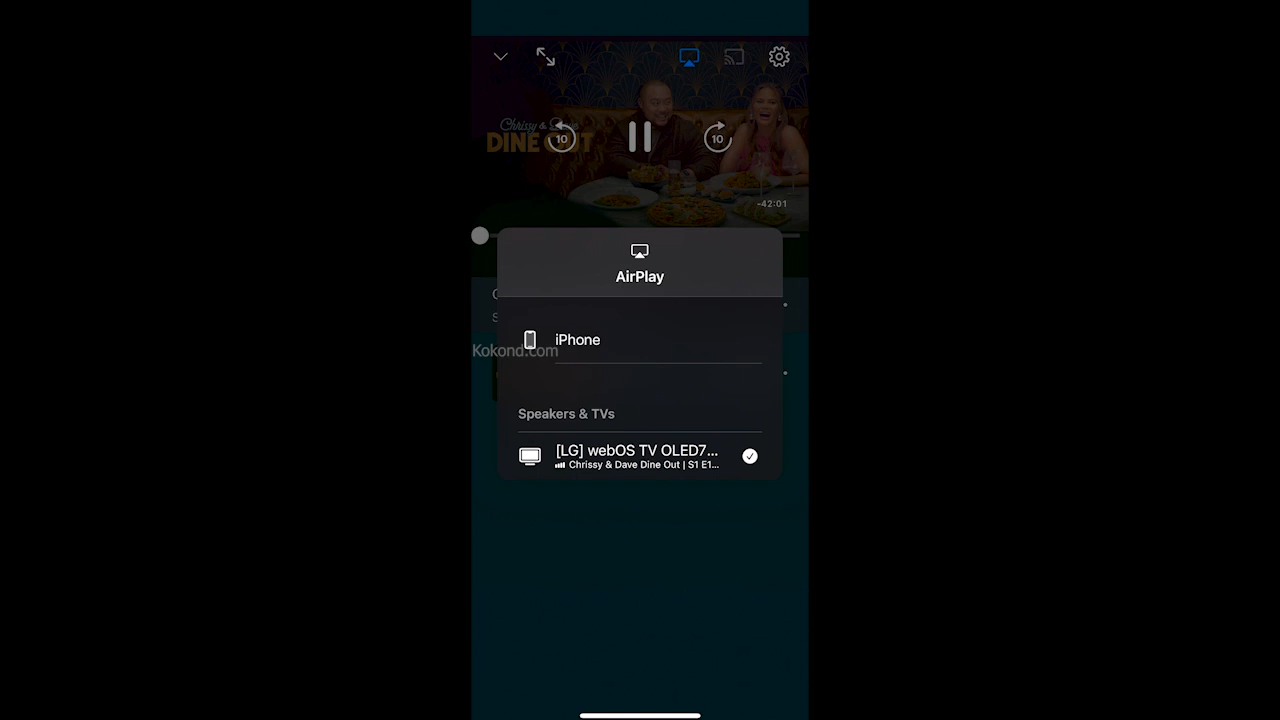 Chrissy & Dave
DINE OUT
10
10
-42:01
AirPlay
iPhone
Kokond.com
Speakers & TVs
[LG] webOS TV OLED7...
Chrissy & Dave Dine Out | S1 E1...